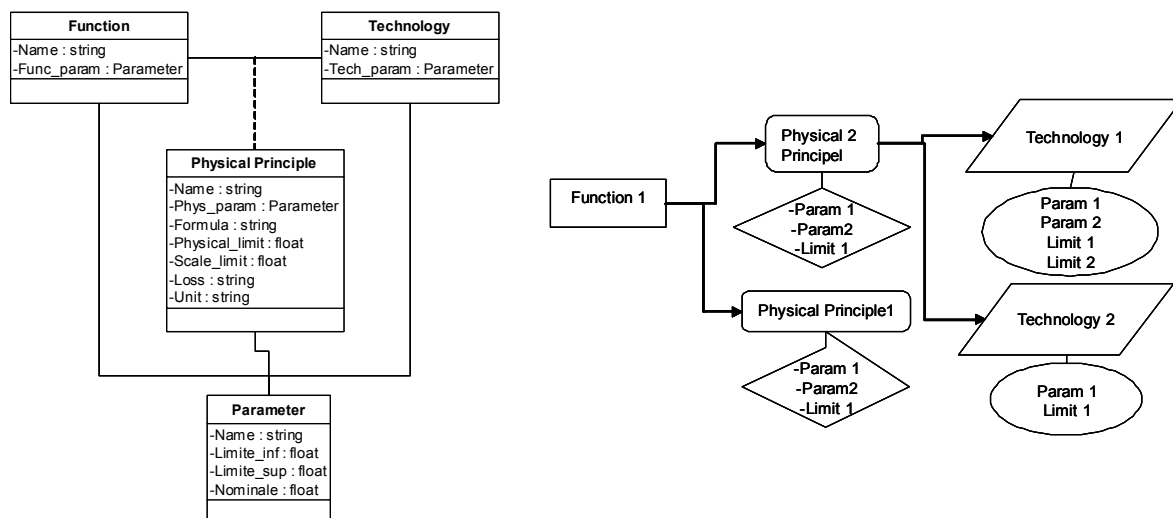 Function
-Name : string
-Func_param : Parameter
Technology
-Name : string
-Tech_param : Parameter
Physical Principle
-Name : string
-Phys_param : Parameter
-Formula : string
-Physical_limit : float
-Scale_limit : float
-Loss : string
-Unit : string
Parameter
-Name : string
-Limite_inf : float
-Limite_sup : float
-Nominale : float
Function 1
Physical 2
Principel
-Param 1
-Param2
-Limit 1
Physical Principle1
-Param 1
-Param2
-Limit 1
Technology 1
Param 1
Param 2
Limit 1
Limit 2
Technology 2
Param 1
Limit 1